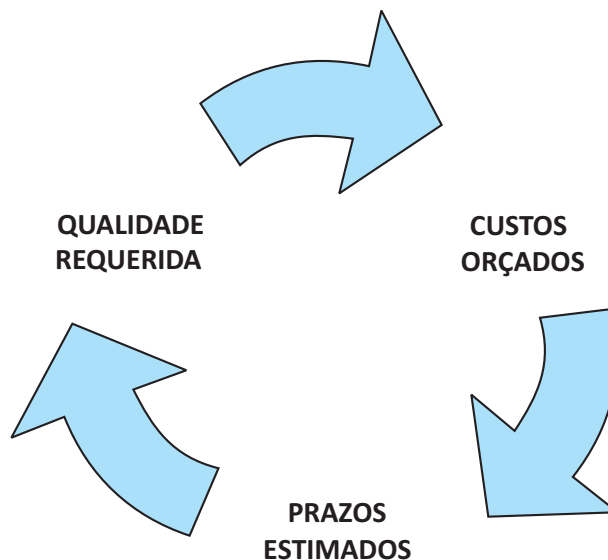 QUALIDADE
REQUERIDA
CUSTOS
ORÇADOS
PRAZOS
ESTIMADOS